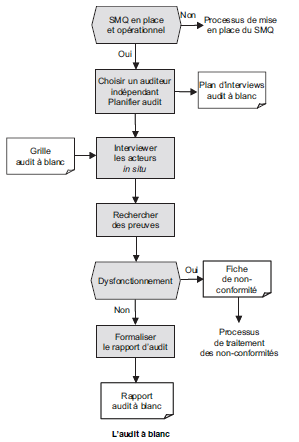 SMQ en place
et opérationnel
Non
Processus de mise
en place du SMQ
Oui
Choisir un auditeur
indépendant
Planifier audit
Plan d'interviews
audit à blanc
Grille
audit à blanc
Interviewer
les acteurs
in situ
Rechercher
des preuves
Dysfonctionnement
Oui
Fiche
de non-
conformité
Non
Processus
de traitement
des non-conformités
Formaliser
le rapport d'audit
Rapport
audit à blanc
L'audit à blanc